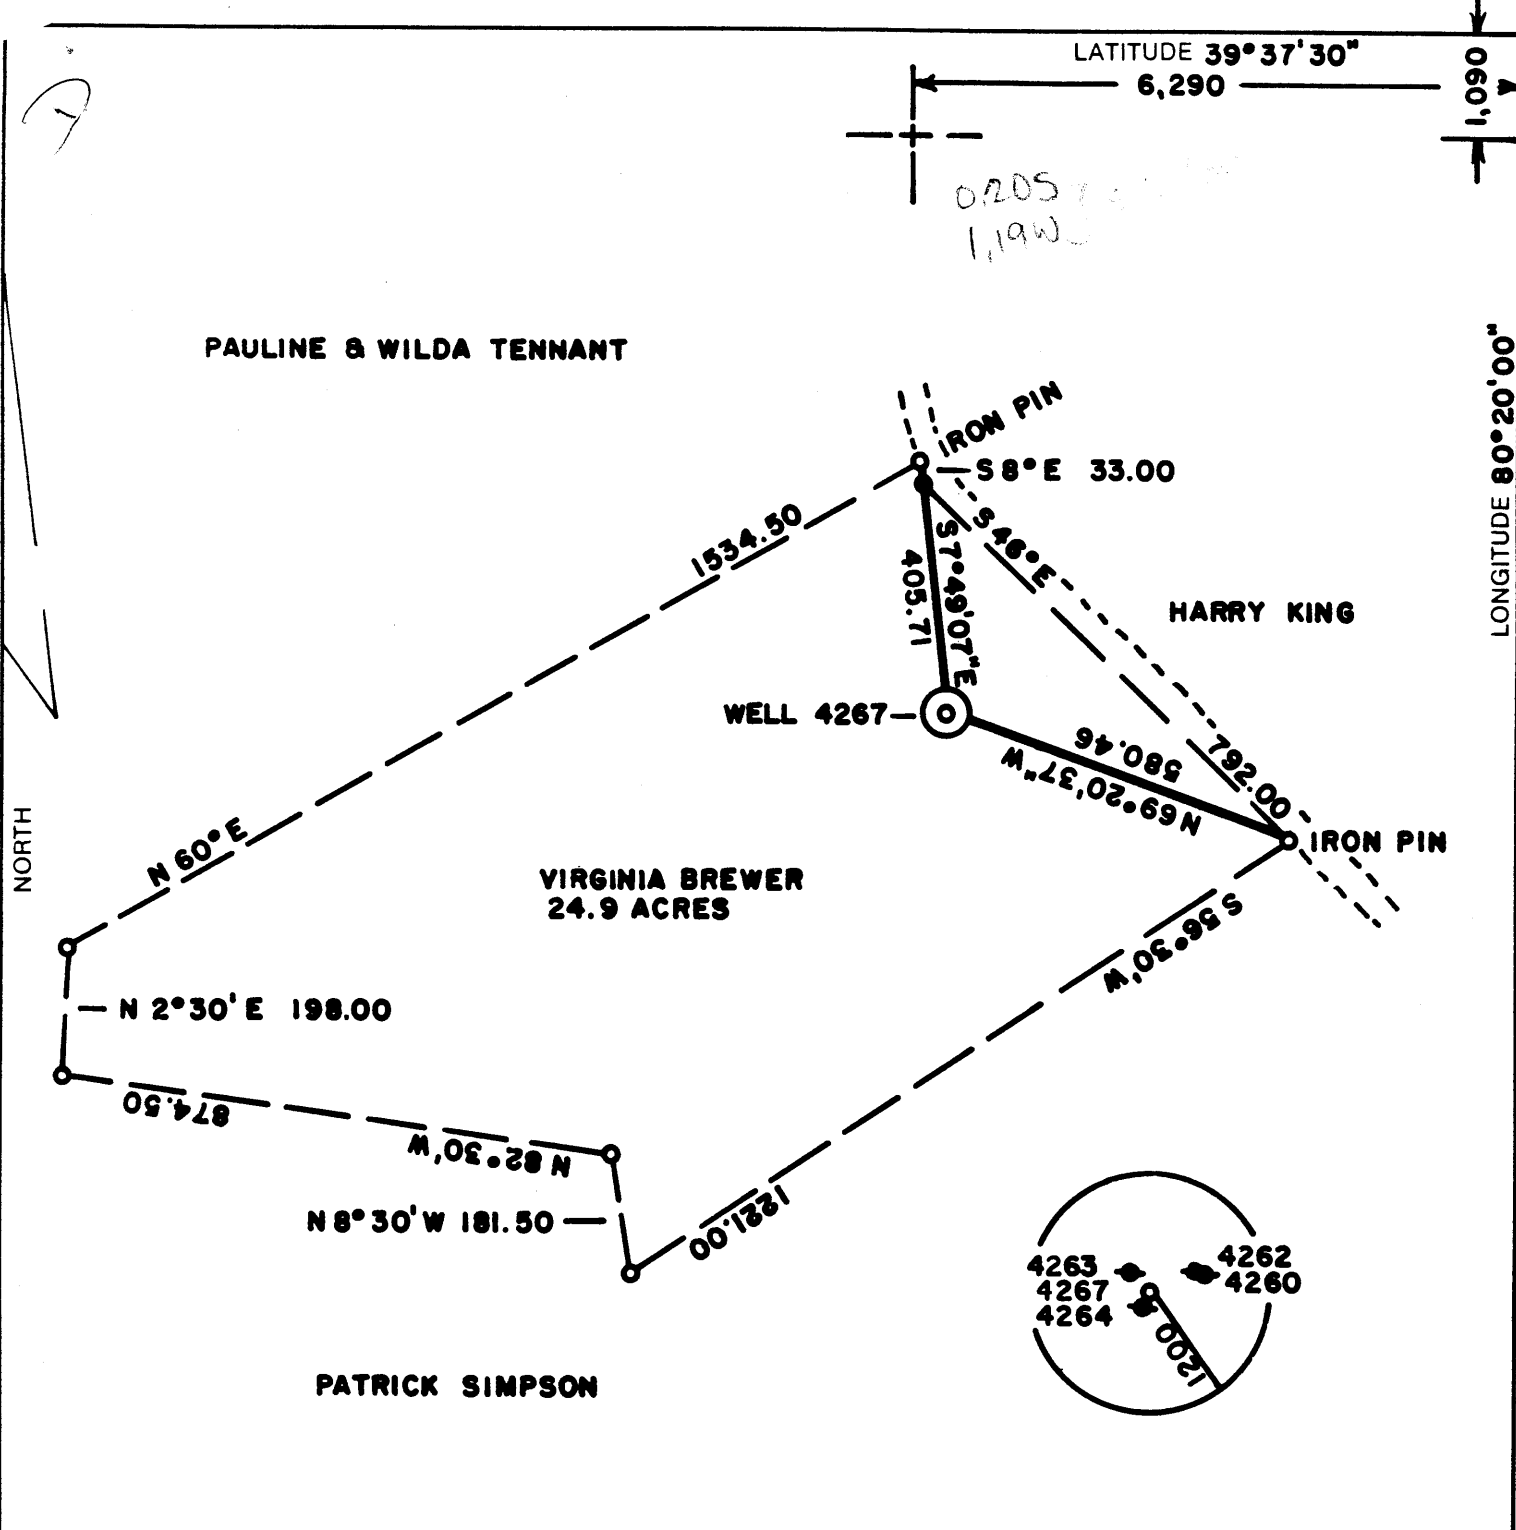 LATITUDE 39°37'30"
6,290
1,090
0.20S
1.19W
LONGITUDE 80°20'00"
PAULINE & WILDA TENNANT
IRON PIN
S 8° E 33.00
1534.50
S 46° E
S 7°49'07" E
405.71
HARRY KING
WELL 4267
792.00
580.46
N 69°20'37" W
IRON PIN
NORTH
N 60° E
VIRGINIA BREWER
24.9 ACRES
S 56°30' W
N 2°30' E 198.00
874.50
N 82°30' W
N 8°30' W 181.50
1221.00
4262
4263
4260
4267
4264
1200
PATRICK SIMPSON